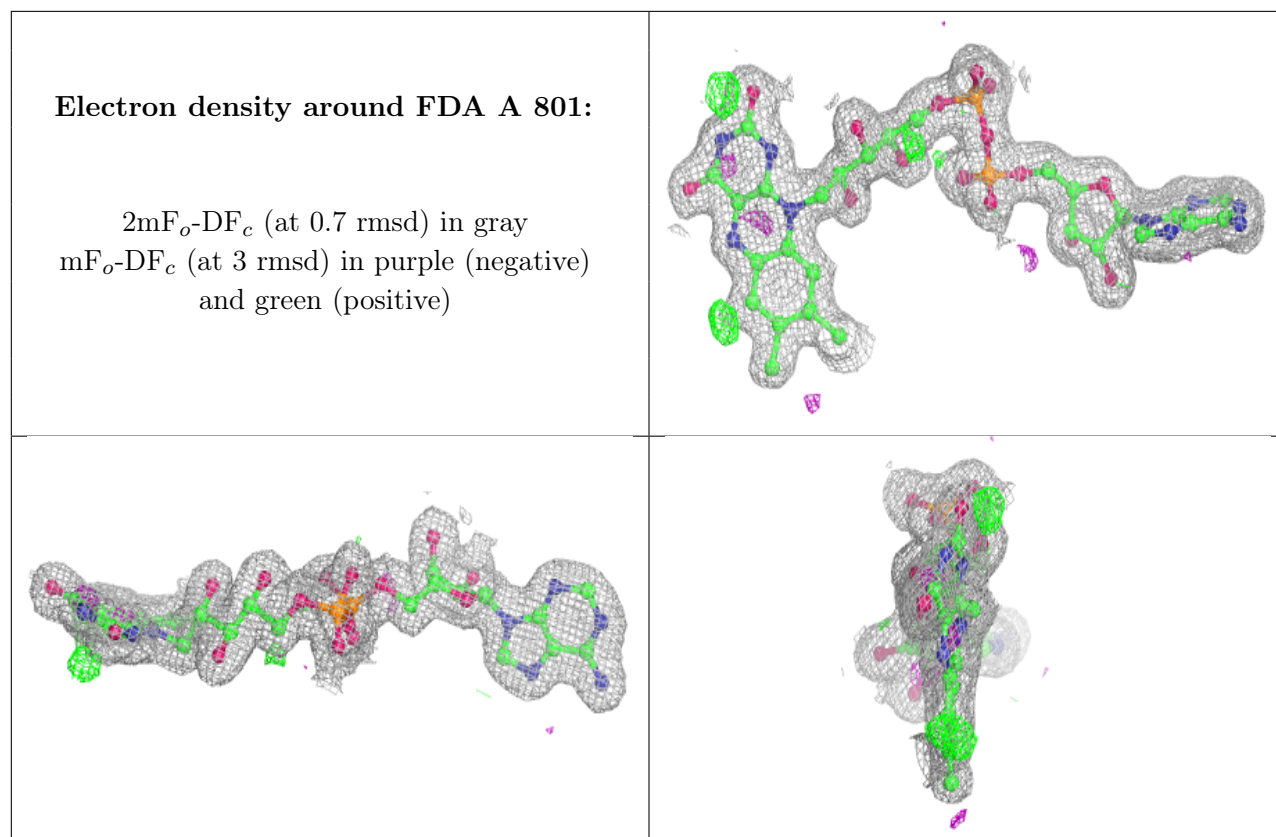 Electron density around FDA A 801:
2mFₒ-DF𝒸 (at 0.7 rmsd) in gray
mFₒ-DF𝒸 (at 3 rmsd) in purple (negative)
and green (positive)